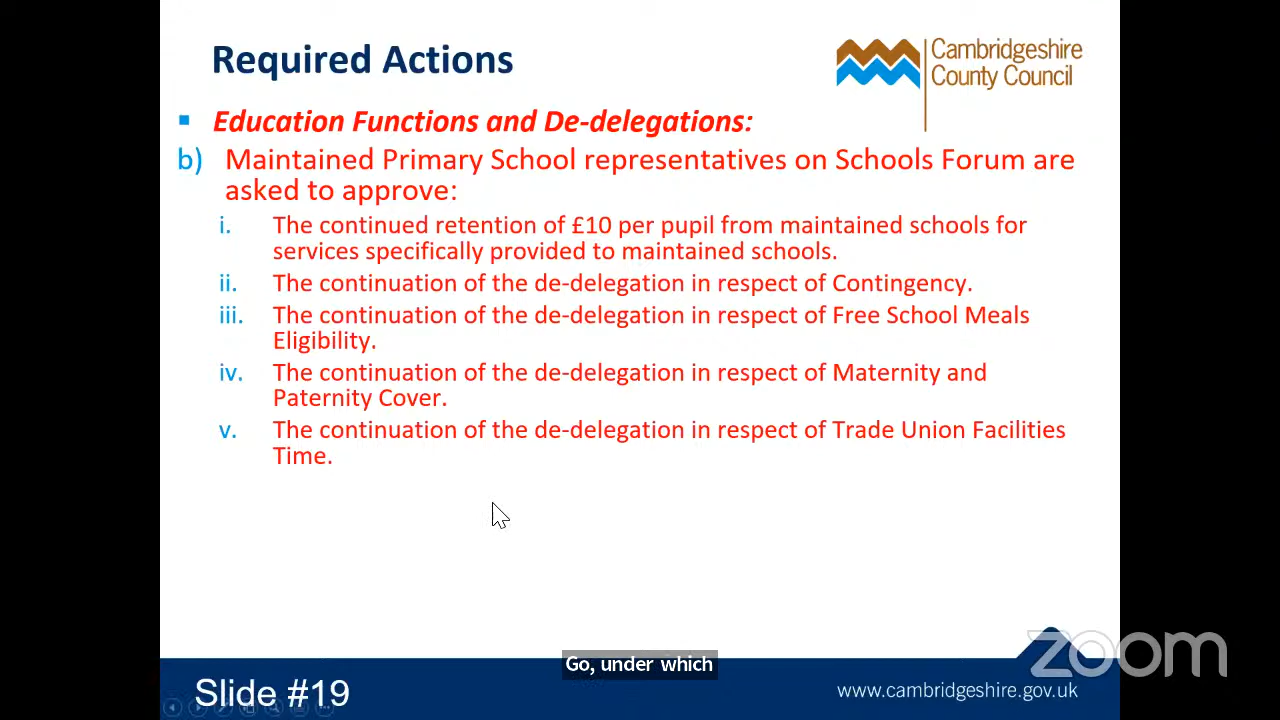 Required Actions
Cambridgeshire
County Council
Education Functions and De-delegations:
b) Maintained Primary School representatives on Schools Forum are
asked to approve:
i. The continued retention of £10 per pupil from maintained schools for
services specifically provided to maintained schools.
ii. The continuation of the de-delegation in respect of Contingency.
iii. The continuation of the de-delegation in respect of Free School Meals
Eligibility.
iv. The continuation of the de-delegation in respect of Maternity and
Paternity Cover.
v. The continuation of the de-delegation in respect of Trade Union Facilities
Time.
zoom
Go, under which
Slide #19
www.cambridgeshire.gov.uk